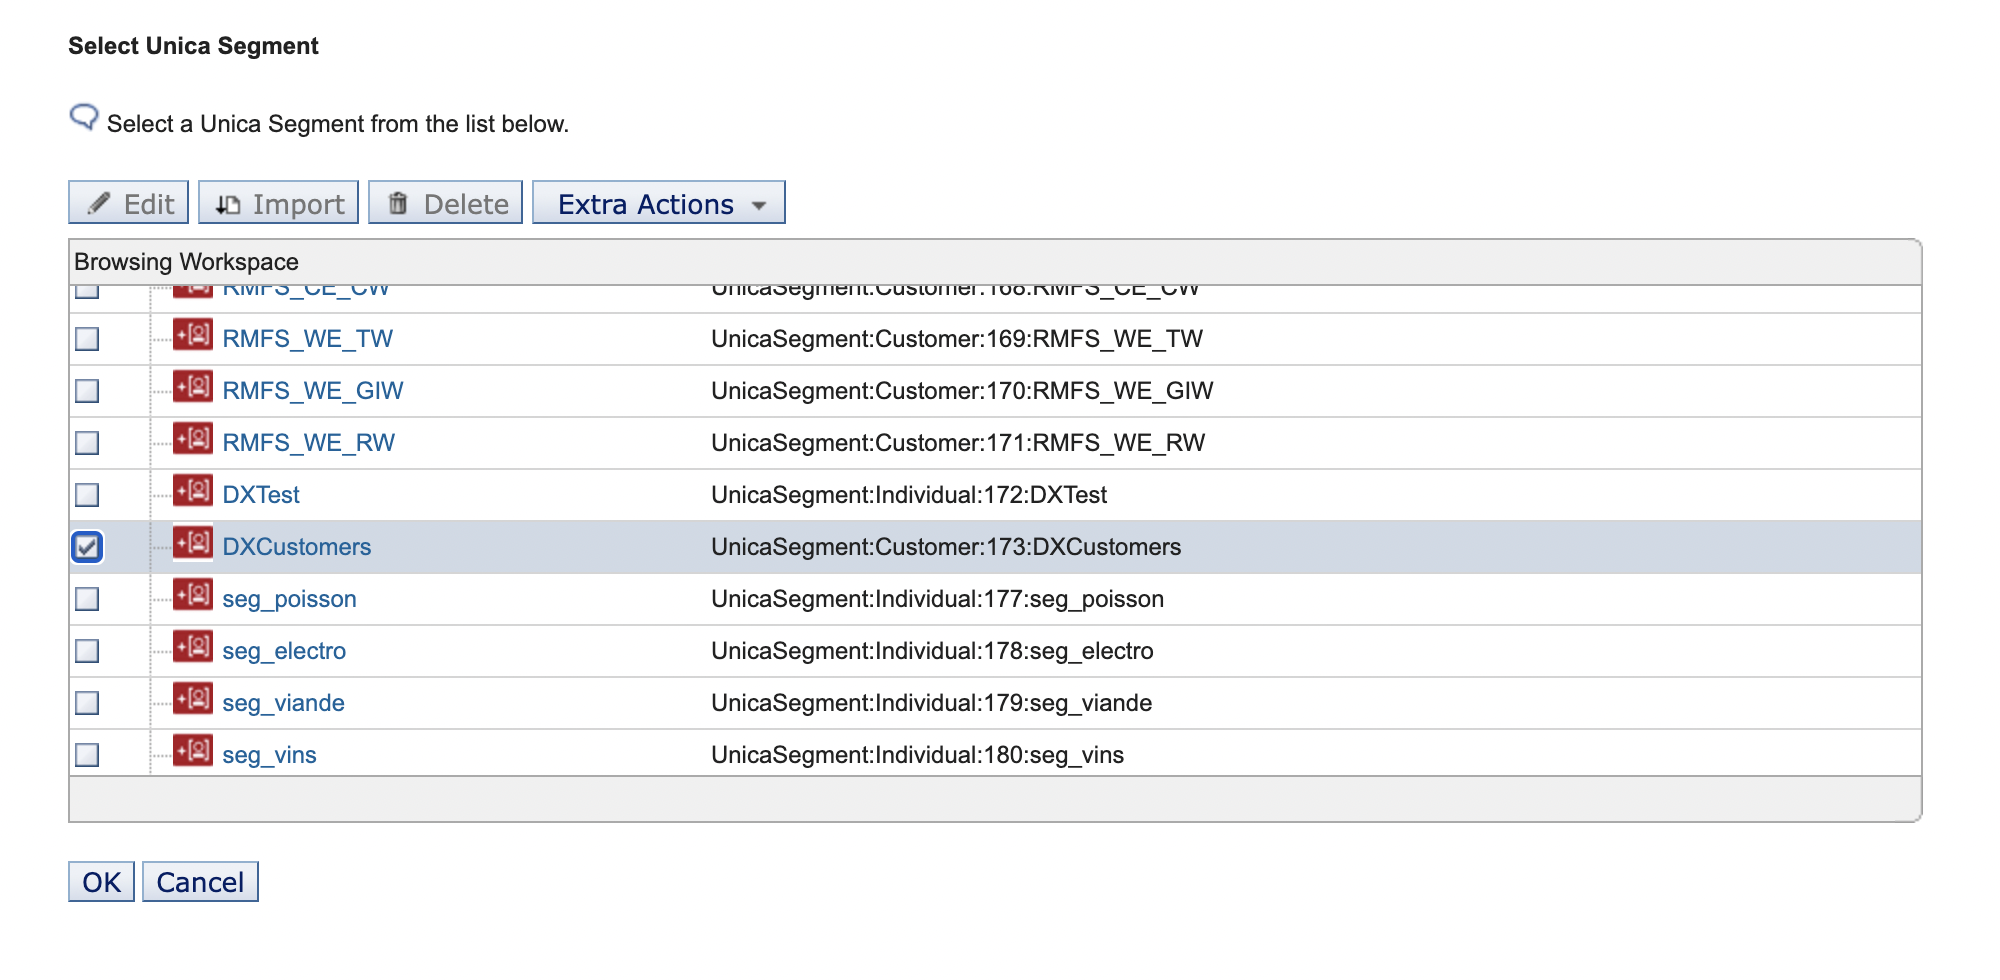 Select Unica Segment
Select a Unica Segment from the list below.
Edit Import Delete Extra Actions
Browsing Workspace
RMFS_CE_CW UnicaSegment:Customer:168:RMFS_CE_CW
RMFS_WE_TW UnicaSegment:Customer:169:RMFS_WE_TW
RMFS_WE_GIW UnicaSegment:Customer:170:RMFS_WE_GIW
RMFS_WE_RW UnicaSegment:Customer:171:RMFS_WE_RW
DXTest UnicaSegment:Individual:172:DXTest
DXCustomers UnicaSegment:Customer:173:DXCustomers
seg_poisson UnicaSegment:Individual:177:seg_poisson
seg_electro UnicaSegment:Individual:178:seg_electro
seg_viande UnicaSegment:Individual:179:seg_viande
seg_vins UnicaSegment:Individual:180:seg_vins
OK Cancel